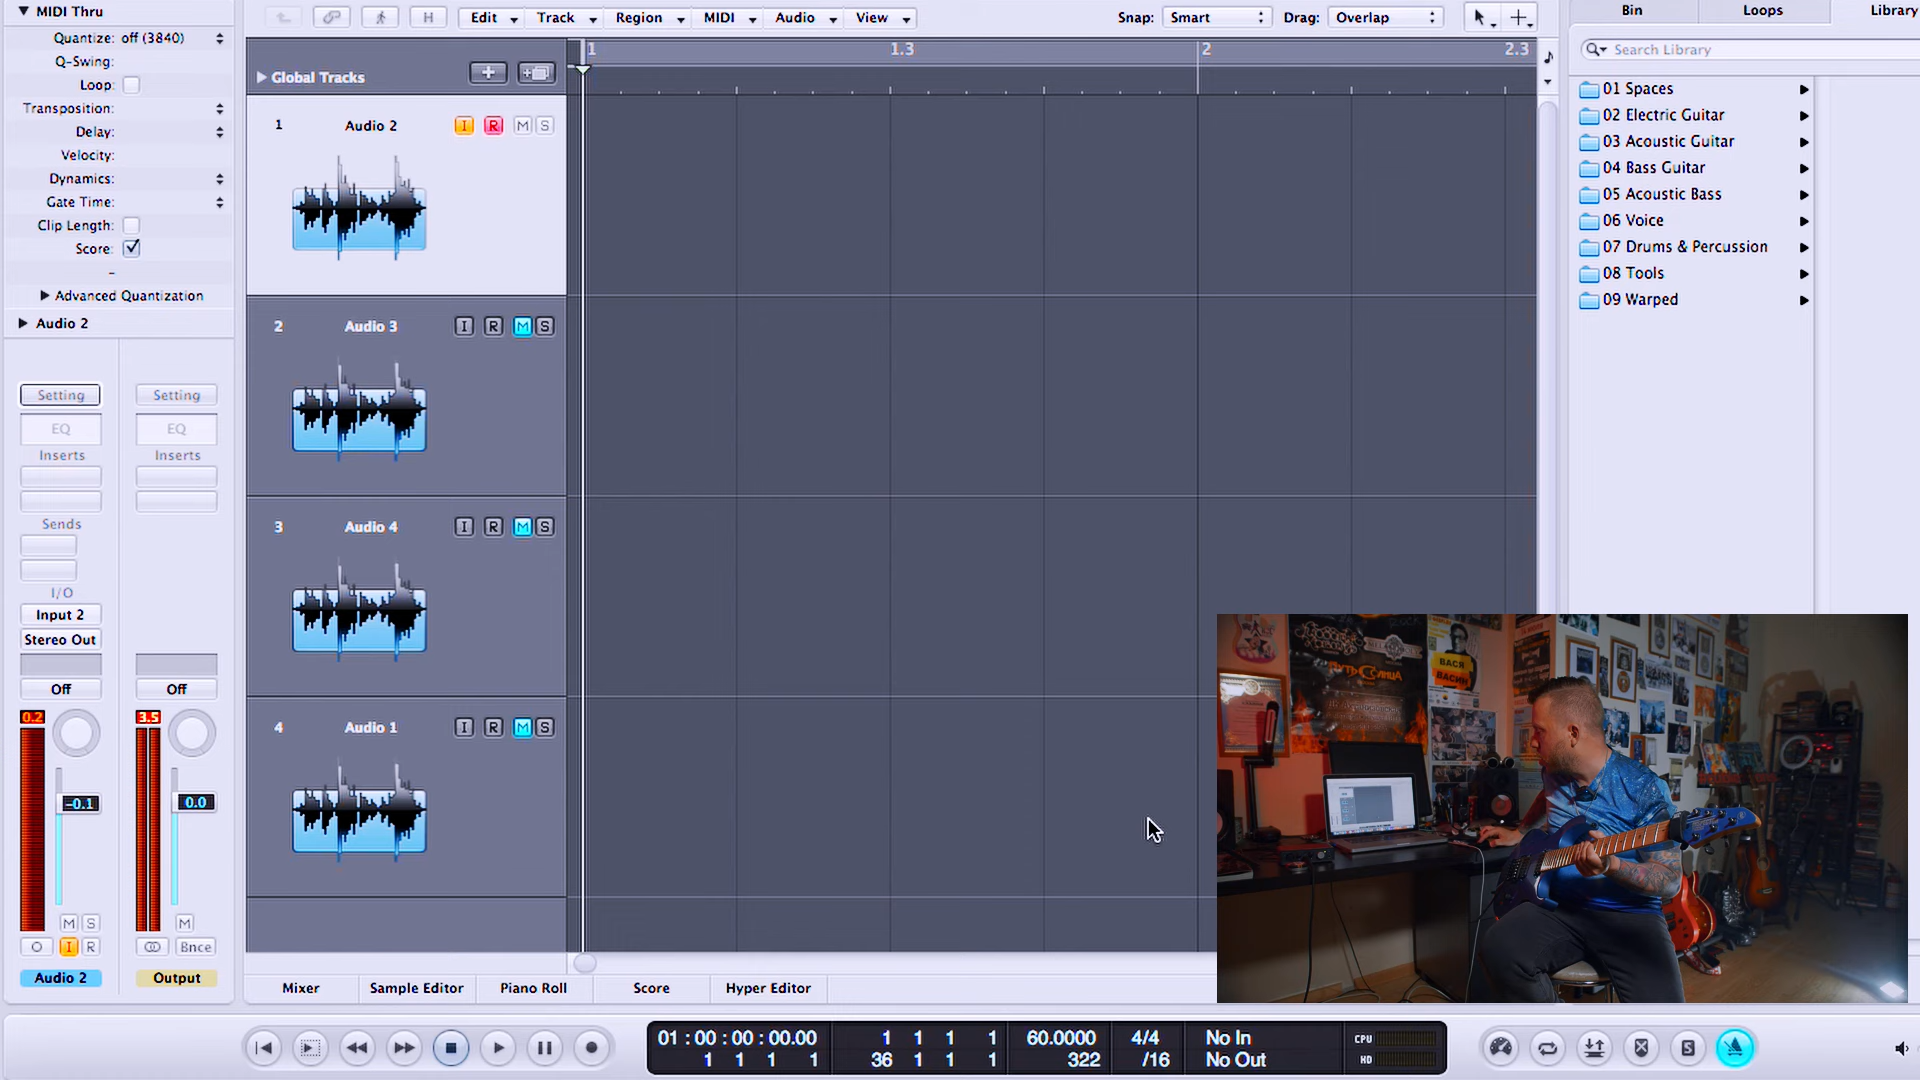 MIDI Thru
Quantize: off (3840)
Q-Swing:
Loop:
Transposition:
Delay:
Velocity:
Dynamics:
Gate Time:
Clip Length:
Score:
–
Advanced Quantization
Audio 2
Setting Setting
EQ EQ
Inserts Inserts
Sends
I/O
Input 2
Stereo Out
Off Off
0.2 3.5
-0.1 0.0
M S M
I R Bnce
Audio 2 Output
H Edit Track Region MIDI Audio View Snap: Smart Drag: Overlap
Global Tracks
1 1.3 2 2.3
1 Audio 2 I R M S
2 Audio 3 I R M S
3 Audio 4 I R M S
4 Audio 1 I R M S
Bin Loops Library
Search Library
01 Spaces
02 Electric Guitar
03 Acoustic Guitar
04 Bass Guitar
05 Acoustic Bass
06 Voice
07 Drums & Percussion
08 Tools
09 Warped
ПУТЬ СОЛНЦА
ВАСЯ
ВАСИН
Mixer Sample Editor Piano Roll Score Hyper Editor
01:00:00:00.00 1 1 1 1 60.0000 4/4 No In CPU
1 1 1 1 36 1 1 1 322 /16 No Out HD
S